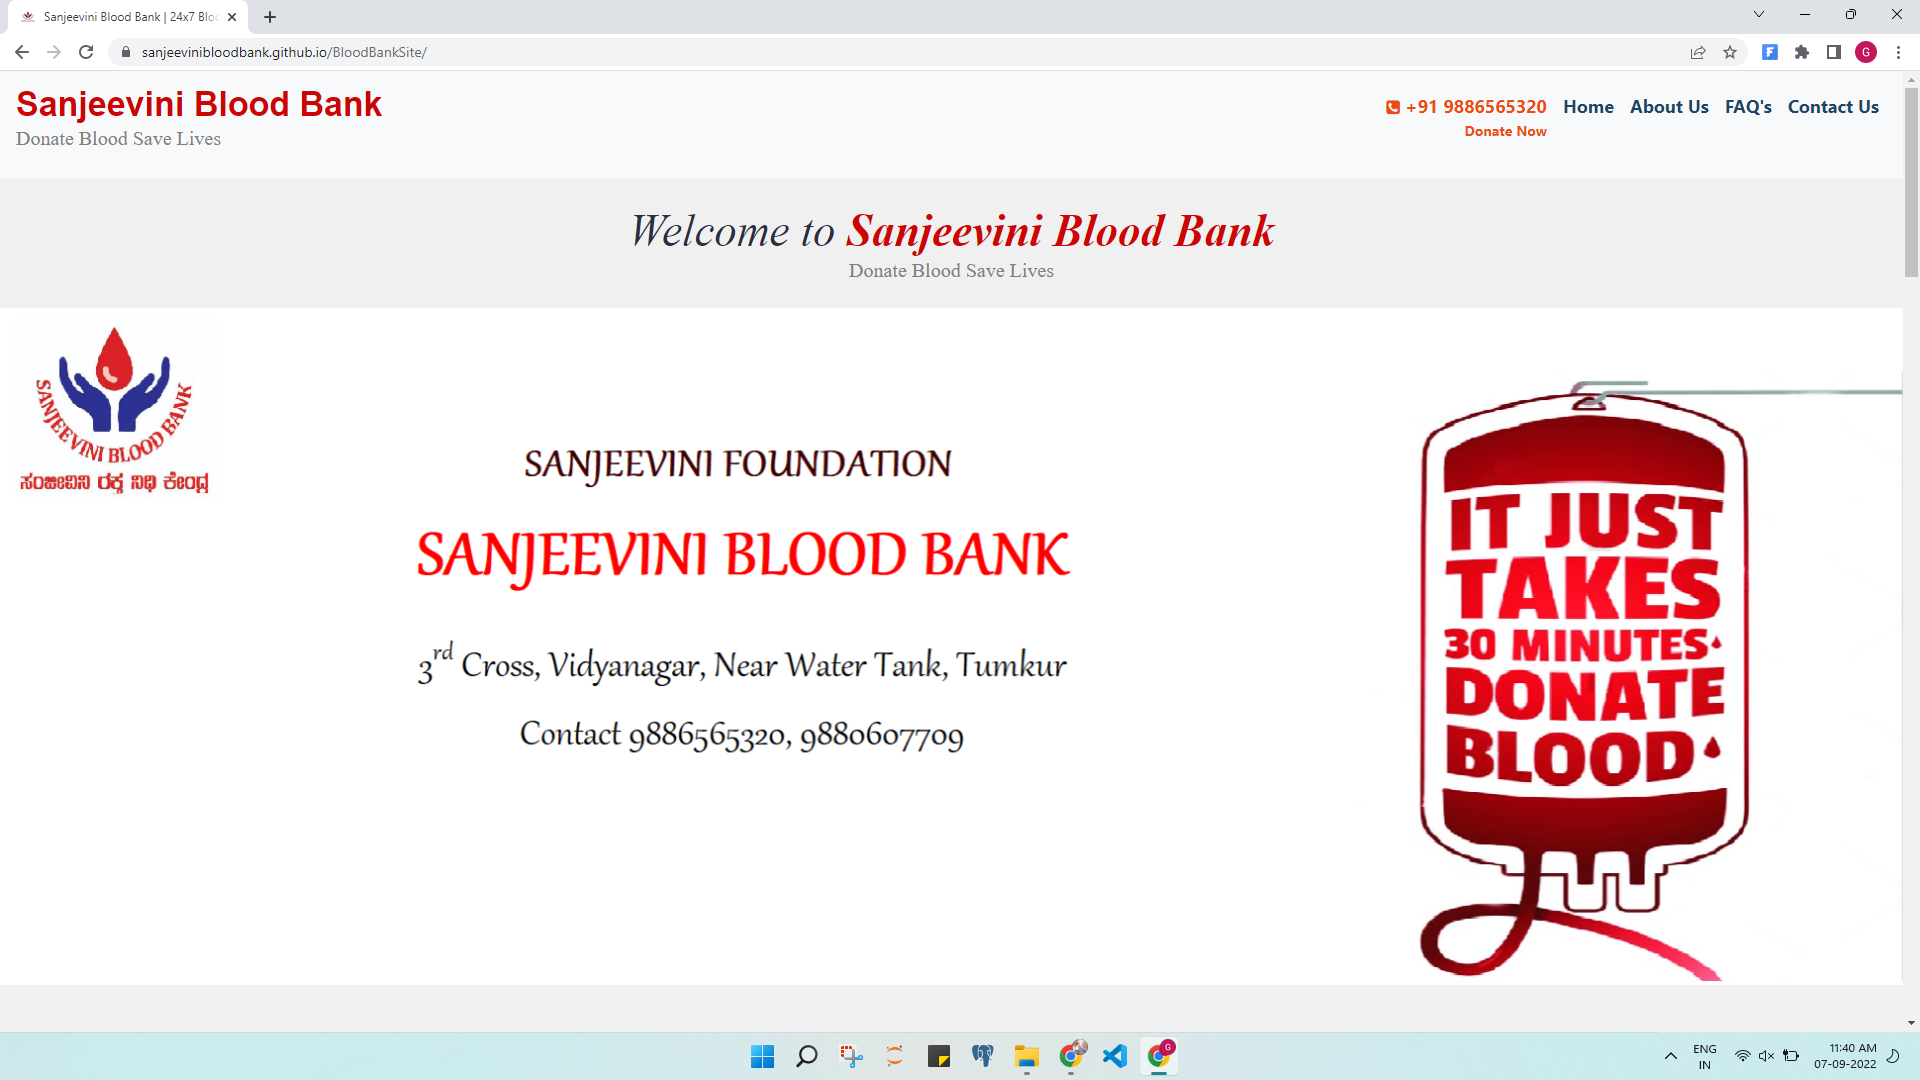 Sanjeevini Blood Bank | 24x7 Bloo
sanjeevinibloodbank.github.io/BloodBankSite/
G
Sanjeevini Blood Bank
Donate Blood Save Lives
+91 9886565320
Donate Now
Home
About Us
FAQ's
Contact Us
Welcome to Sanjeevini Blood Bank
Donate Blood Save Lives
SANJEEVINI BLOOD BANK
ಸಂಜೀವಿನಿ ರಕ್ತ ನಿಧಿ ಕೇಂದ್ರ
SANJEEVINI FOUNDATION
SANJEEVINI BLOOD BANK
3rd Cross, Vidyanagar, Near Water Tank, Tumkur
Contact 9886565320, 9880607709
IT JUST
TAKES
30 MINUTES
DONATE
BLOOD
G
ENG
IN
11:40 AM
07-09-2022